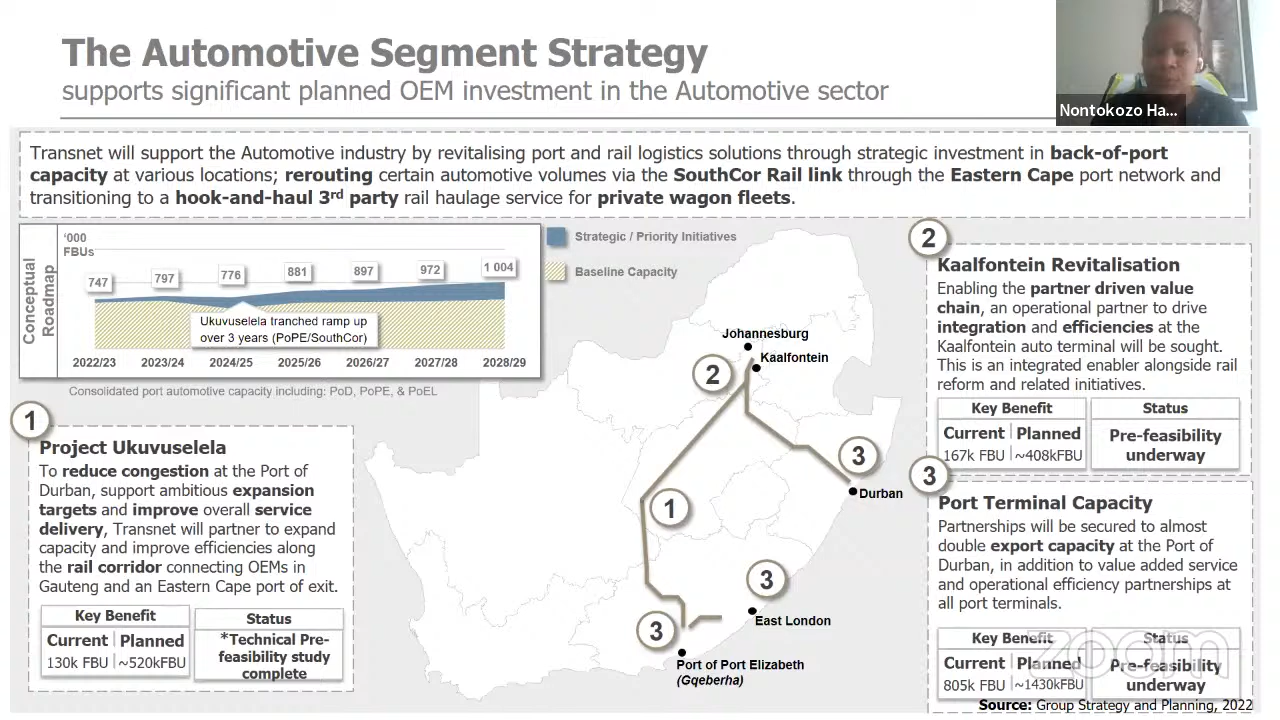 The Automotive Segment Strategy
supports significant planned OEM investment in the Automotive sector
Nontokozo Ha...
Transnet will support the Automotive industry by revitalising port and rail logistics solutions through strategic investment in back-of-port
capacity at various locations; rerouting certain automotive volumes via the SouthCor Rail link through the Eastern Cape port network and
transitioning to a hook-and-haul 3rd party rail haulage service for private wagon fleets.
Conceptual
Roadmap
'000
FBUs
747
797
776
881
897
972
1 004
Ukuvuselela tranched ramp up
over 3 years (PoPE/SouthCor)
2022/23 2023/24 2024/25 2025/26 2026/27 2027/28 2028/29
Strategic / Priority Initiatives
Baseline Capacity
Consolidated port automotive capacity including: PoD, PoPE, & PoEL
1
Project Ukuvuselela
To reduce congestion at the Port of
Durban, support ambitious expansion
targets and improve overall service
delivery, Transnet will partner to expand
capacity and improve efficiencies along
the rail corridor connecting OEMs in
Gauteng and an Eastern Cape port of exit.
Key Benefit
Current | Planned
130k FBU | ~520kFBU
Status
*Technical Pre-
feasibility study
complete
Johannesburg
Kaalfontein
2
3
Durban
1
3
East London
3
Port of Port Elizabeth
(Gqeberha)
2
Kaalfontein Revitalisation
Enabling the partner driven value
chain, an operational partner to drive
integration and efficiencies at the
Kaalfontein auto terminal will be sought.
This is an integrated enabler alongside rail
reform and related initiatives.
Key Benefit
Current | Planned
167k FBU | ~408kFBU
Status
Pre-feasibility
underway
3
Port Terminal Capacity
Partnerships will be secured to almost
double export capacity at the Port of
Durban, in addition to value added service
and operational efficiency partnerships at
all port terminals.
Key Benefit
Current | Planned
805k FBU | ~1430kFBU
Status
Pre-feasibility
underway
zoom
Source: Group Strategy and Planning, 2022